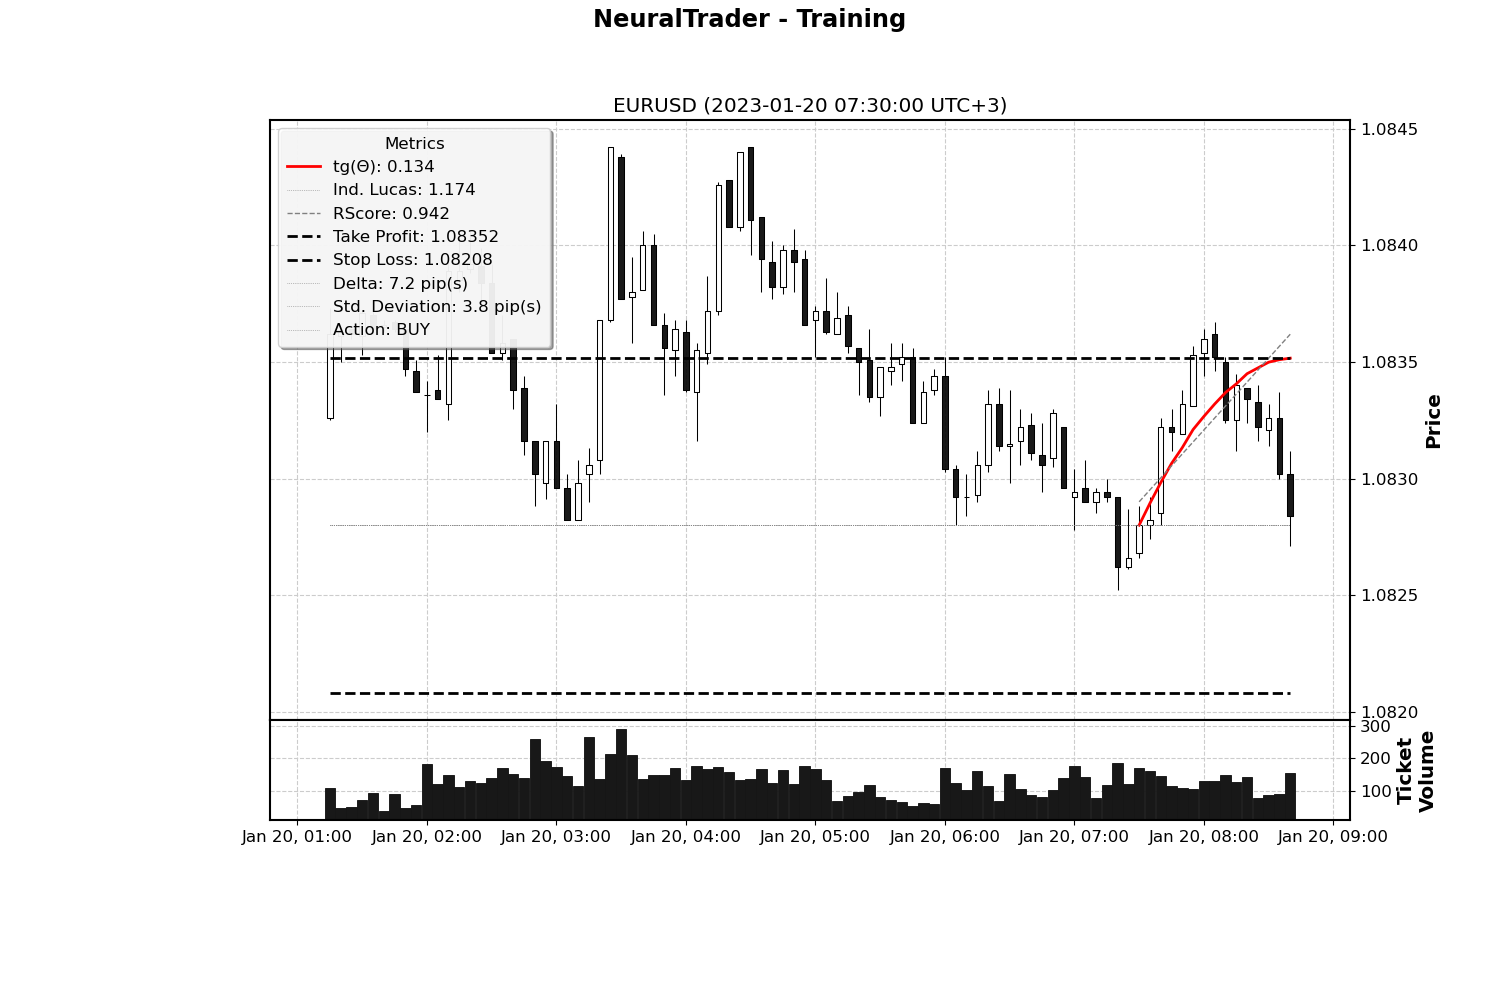 NeuralTrader - Training
EURUSD (2023-01-20 07:30:00 UTC+3)
Metrics
tg(Θ): 0.134
Ind. Lucas: 1.174
RScore: 0.942
Take Profit: 1.08352
Stop Loss: 1.08208
Delta: 7.2 pip(s)
Std. Deviation: 3.8 pip(s)
Action: BUY
1.0845
1.0840
1.0835
1.0830
1.0825
1.0820
Price
300
200
100
Ticket
Volume
Jan 20, 01:00 Jan 20, 02:00 Jan 20, 03:00 Jan 20, 04:00 Jan 20, 05:00 Jan 20, 06:00 Jan 20, 07:00 Jan 20, 08:00 Jan 20, 09:00